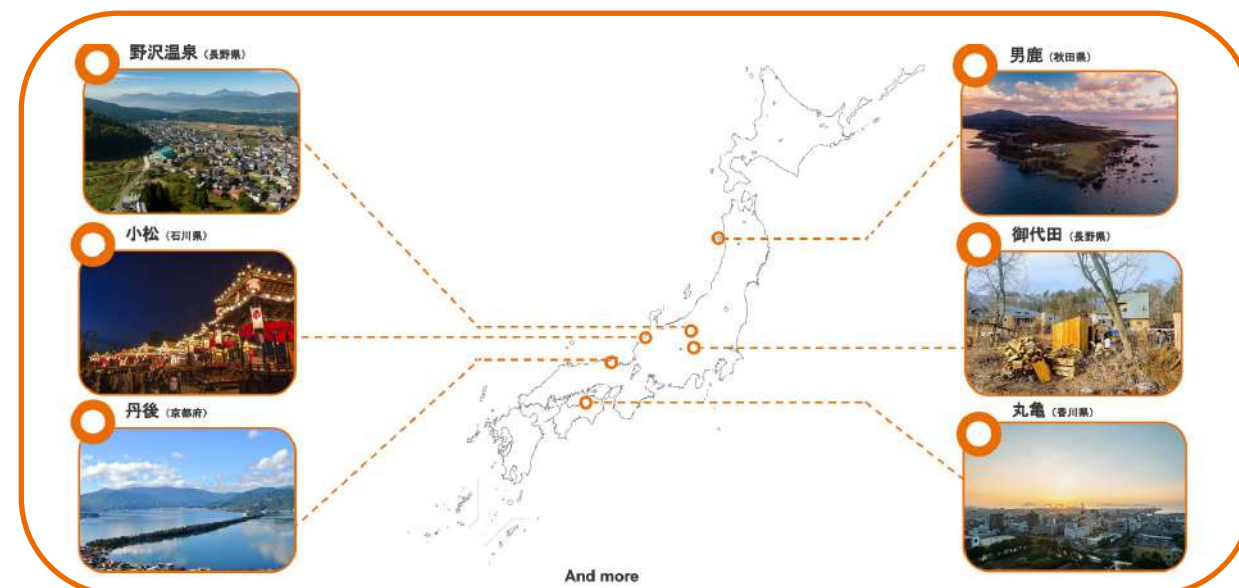 野沢温泉 (長野県)
男鹿 (秋田県)
小松 (石川県)
御代田 (長野県)
丹後 (京都府)
丸亀 (香川県)
And more